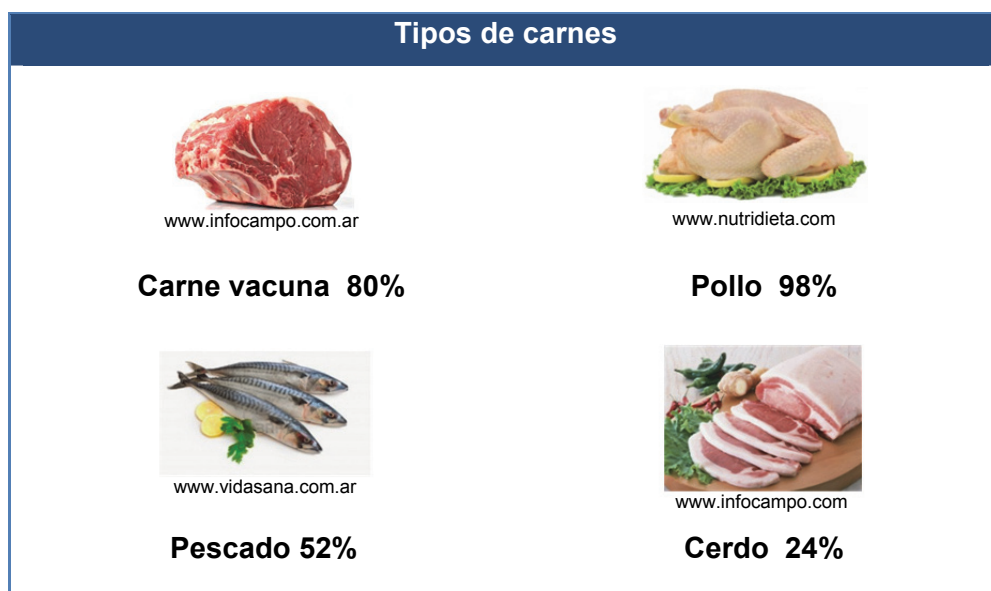 Tipos de carnes
www.infocampo.com.ar
www.nutridieta.com
Carne vacuna 80%
Pollo 98%
www.vidasana.com.ar
www.infocampo.com
Pescado 52%
Cerdo 24%